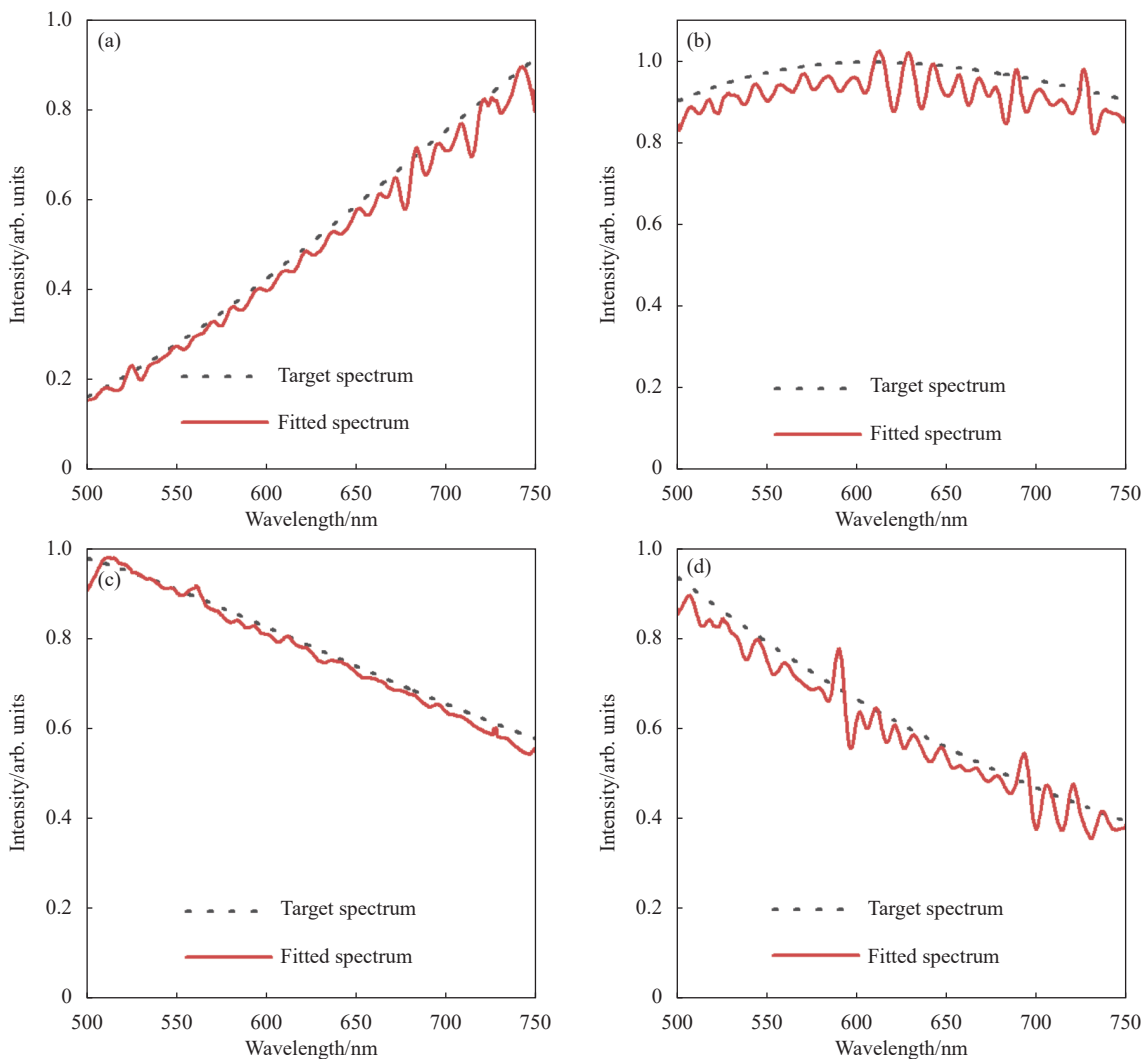 (a)
1.0
0.8
0.6
0.4
0.2
0
Intensity/arb. units
Target spectrum
Fitted spectrum
500 550 600 650 700 750
Wavelength/nm
(b)
1.0
0.8
0.6
0.4
0.2
0
Intensity/arb. units
Target spectrum
Fitted spectrum
500 550 600 650 700 750
Wavelength/nm
(c)
1.0
0.8
0.6
0.4
0.2
0
Intensity/arb. units
Target spectrum
Fitted spectrum
500 550 600 650 700 750
Wavelength/nm
(d)
1.0
0.8
0.6
0.4
0.2
0
Intensity/arb. units
Target spectrum
Fitted spectrum
500 550 600 650 700 750
Wavelength/nm